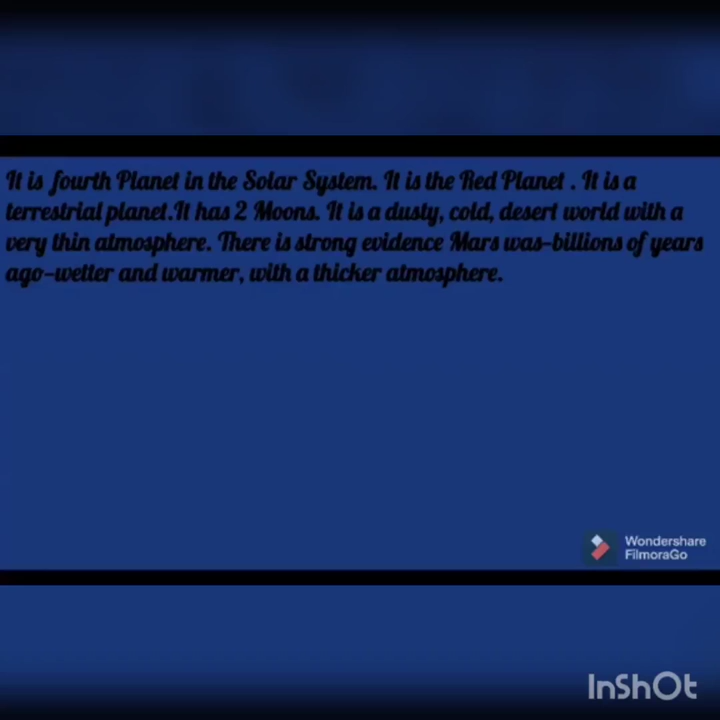 It is fourth Planet in the Solar System. It is the Red Planet . It is a
terrestrial planet.It has 2 Moons. It is a dusty, cold, desert world with a
very thin atmosphere. There is strong evidence Mars was—billions of years
ago—wetter and warmer, with a thicker atmosphere.
Wondershare
FilmoraGo
InShOt